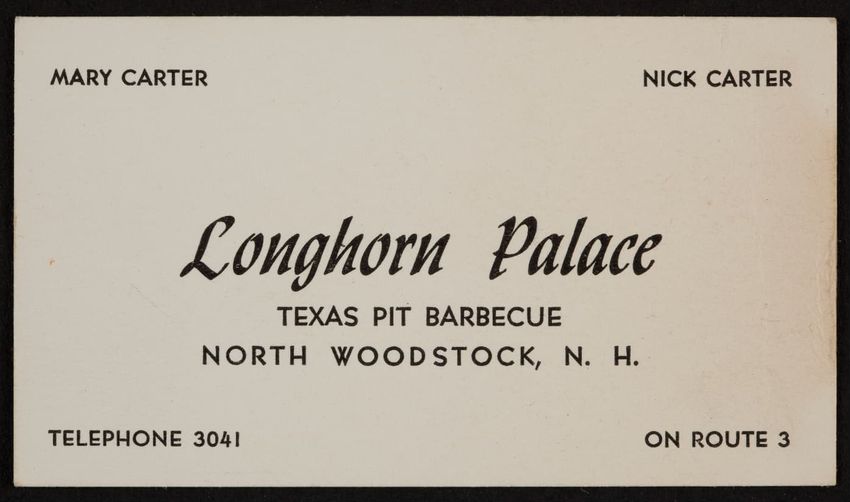 MARY CARTER
NICK CARTER
Longhorn Palace
TEXAS PIT BARBECUE
NORTH WOODSTOCK, N. H.
TELEPHONE 3041
ON ROUTE 3